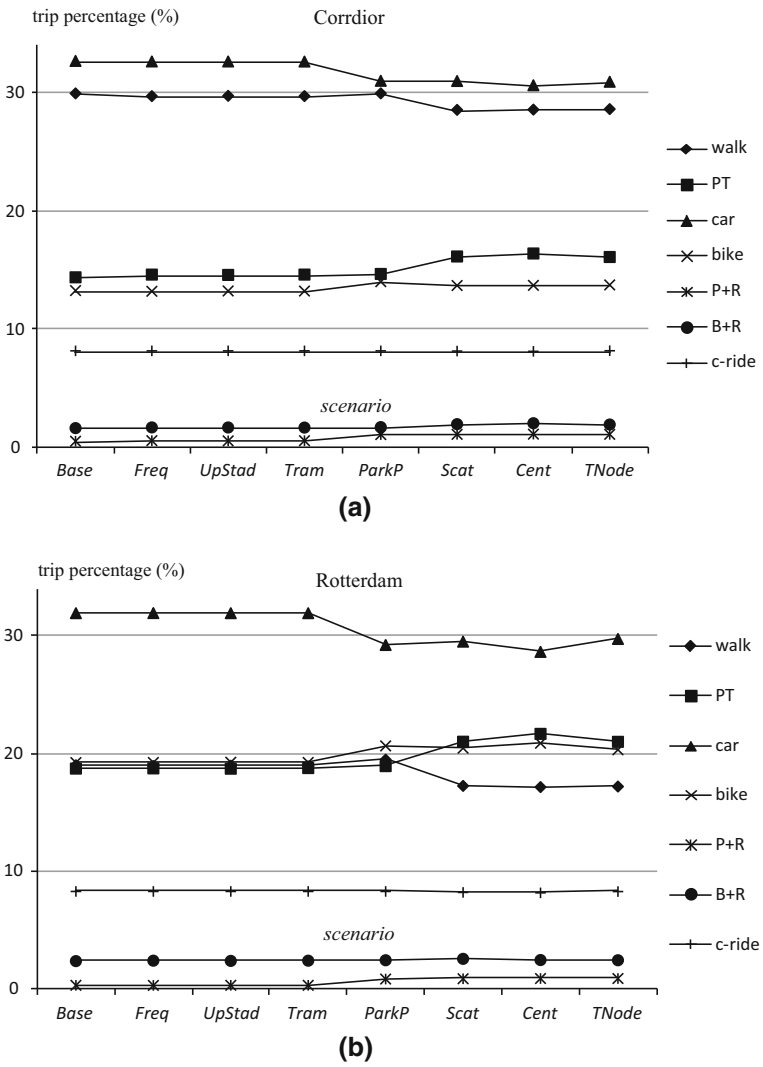 trip percentage (%)
Corrdior
30
20
10
0
scenario
Base Freq UpStad Tram ParkP Scat Cent TNode
walk
PT
car
bike
P+R
B+R
c-ride
(a)
trip percentage (%)
Rotterdam
30
20
10
0
scenario
Base Freq UpStad Tram ParkP Scat Cent TNode
walk
PT
car
bike
P+R
B+R
c-ride
(b)